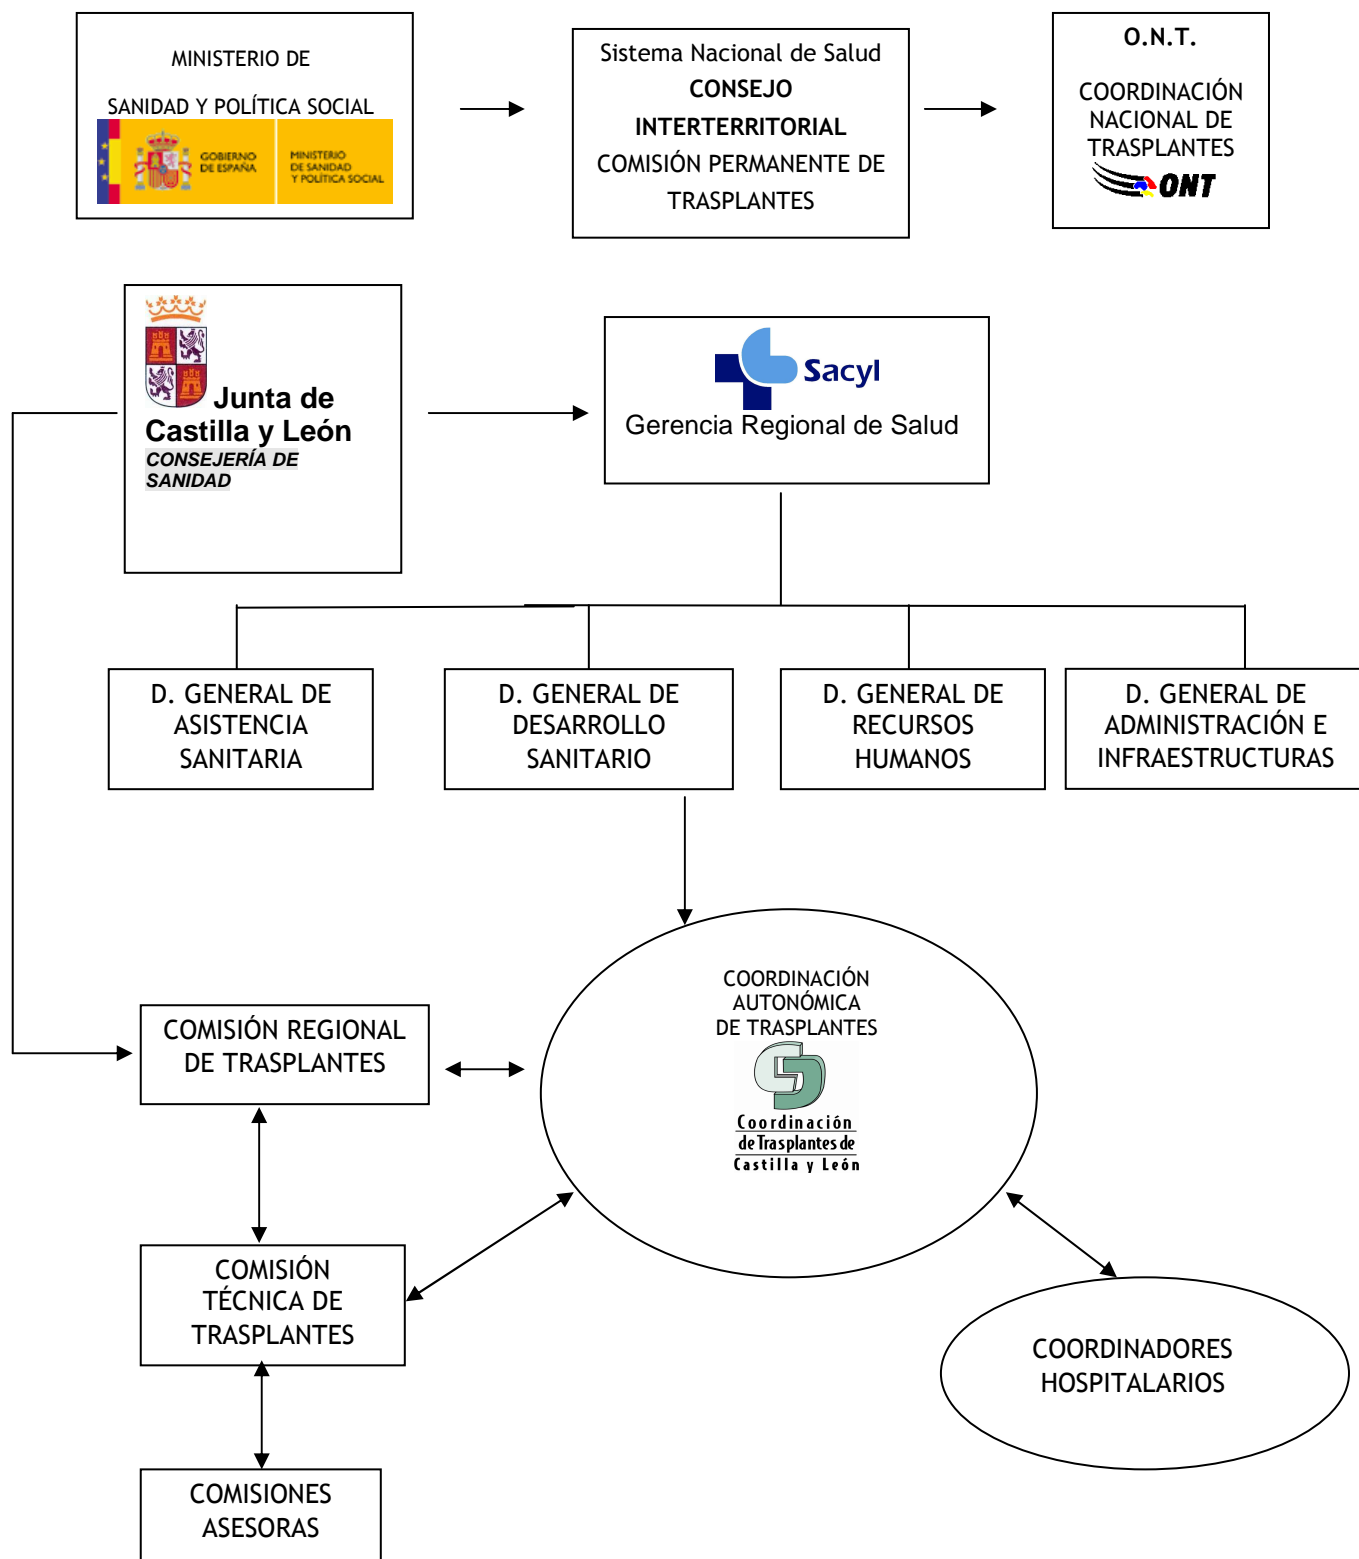 MINISTERIO DE
SANIDAD Y POLÍTICA SOCIAL
GOBIERNO
DE ESPAÑA
MINISTERIO
DE SANIDAD
Y POLÍTICA SOCIAL
Sistema Nacional de Salud
CONSEJO
INTERTERRITORIAL
COMISIÓN PERMANENTE DE
TRASPLANTES
O.N.T.
COORDINACIÓN
NACIONAL DE
TRASPLANTES
ONT
Junta de
Castilla y León
CONSEJERÍA DE
SANIDAD
Sacyl
Gerencia Regional de Salud
D. GENERAL DE
ASISTENCIA
SANITARIA
D. GENERAL DE
DESARROLLO
SANITARIO
D. GENERAL DE
RECURSOS
HUMANOS
D. GENERAL DE
ADMINISTRACIÓN E
INFRAESTRUCTURAS
COORDINACIÓN
AUTONÓMICA
DE TRASPLANTES
Coordinación
de Trasplantes de
Castilla y León
COMISIÓN REGIONAL
DE TRASPLANTES
COMISIÓN
TÉCNICA DE
TRASPLANTES
COORDINADORES
HOSPITALARIOS
COMISIONES
ASESORAS